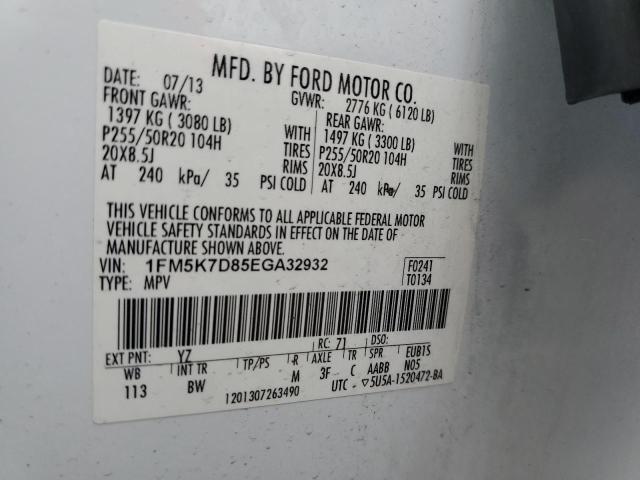 MFD. BY FORD MOTOR CO.
DATE: 07/13
GVWR: 2776 KG ( 6120 LB)
FRONT GAWR:
1397 KG ( 3080 LB)
P255/50R20 104H
20X8.5J
WITH
TIRES
RIMS
AT 240 kPa/ 35 PSI COLD
REAR GAWR:
1497 KG ( 3300 LB)
P255/50R20 104H
20X8.5J
WITH
TIRES
RIMS
AT 240 kPa/ 35 PSI COLD
THIS VEHICLE CONFORMS TO ALL APPLICABLE FEDERAL MOTOR
VEHICLE SAFETY STANDARDS IN EFFECT ON THE DATE OF
MANUFACTURE SHOWN ABOVE.
VIN: 1FM5K7D85EGA32932
TYPE: MPV
F0241
T0134
EXT PNT: YZ RC: 71 DSO:
WB INT TR TP/PS R AXLE TR SPR EUB1S
113 BW M 3F C AABB N05
1201307263490 UTC ▽5U5A-1520472-BA